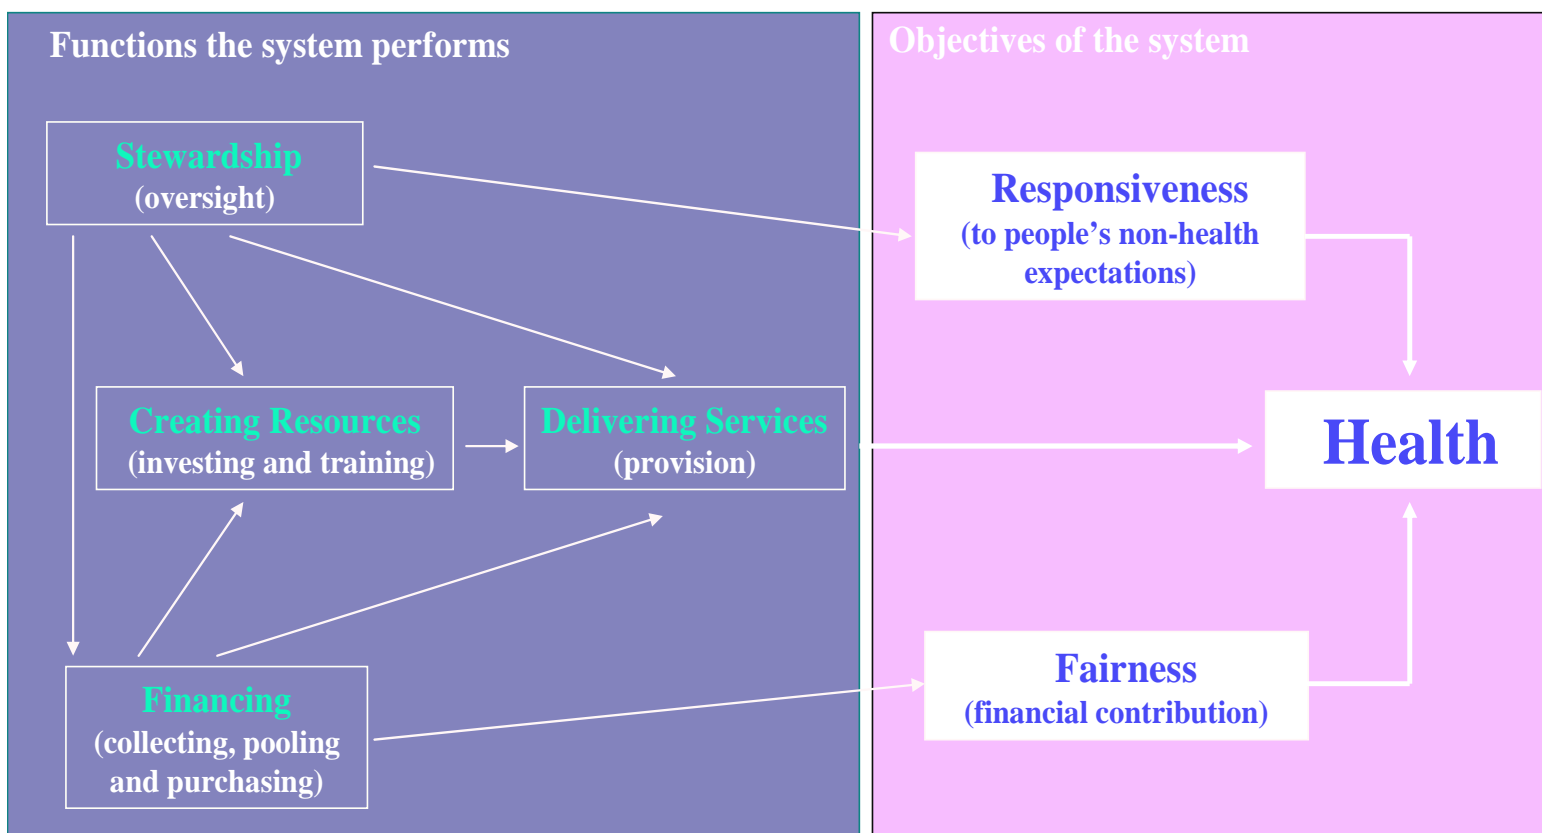 Functions the system performs
Objectives of the system
Stewardship
(oversight)
Responsiveness
(to people’s non-health
expectations)
Creating Resources
(investing and training)
Delivering Services
(provision)
Health
Financing
(collecting, pooling
and purchasing)
Fairness
(financial contribution)